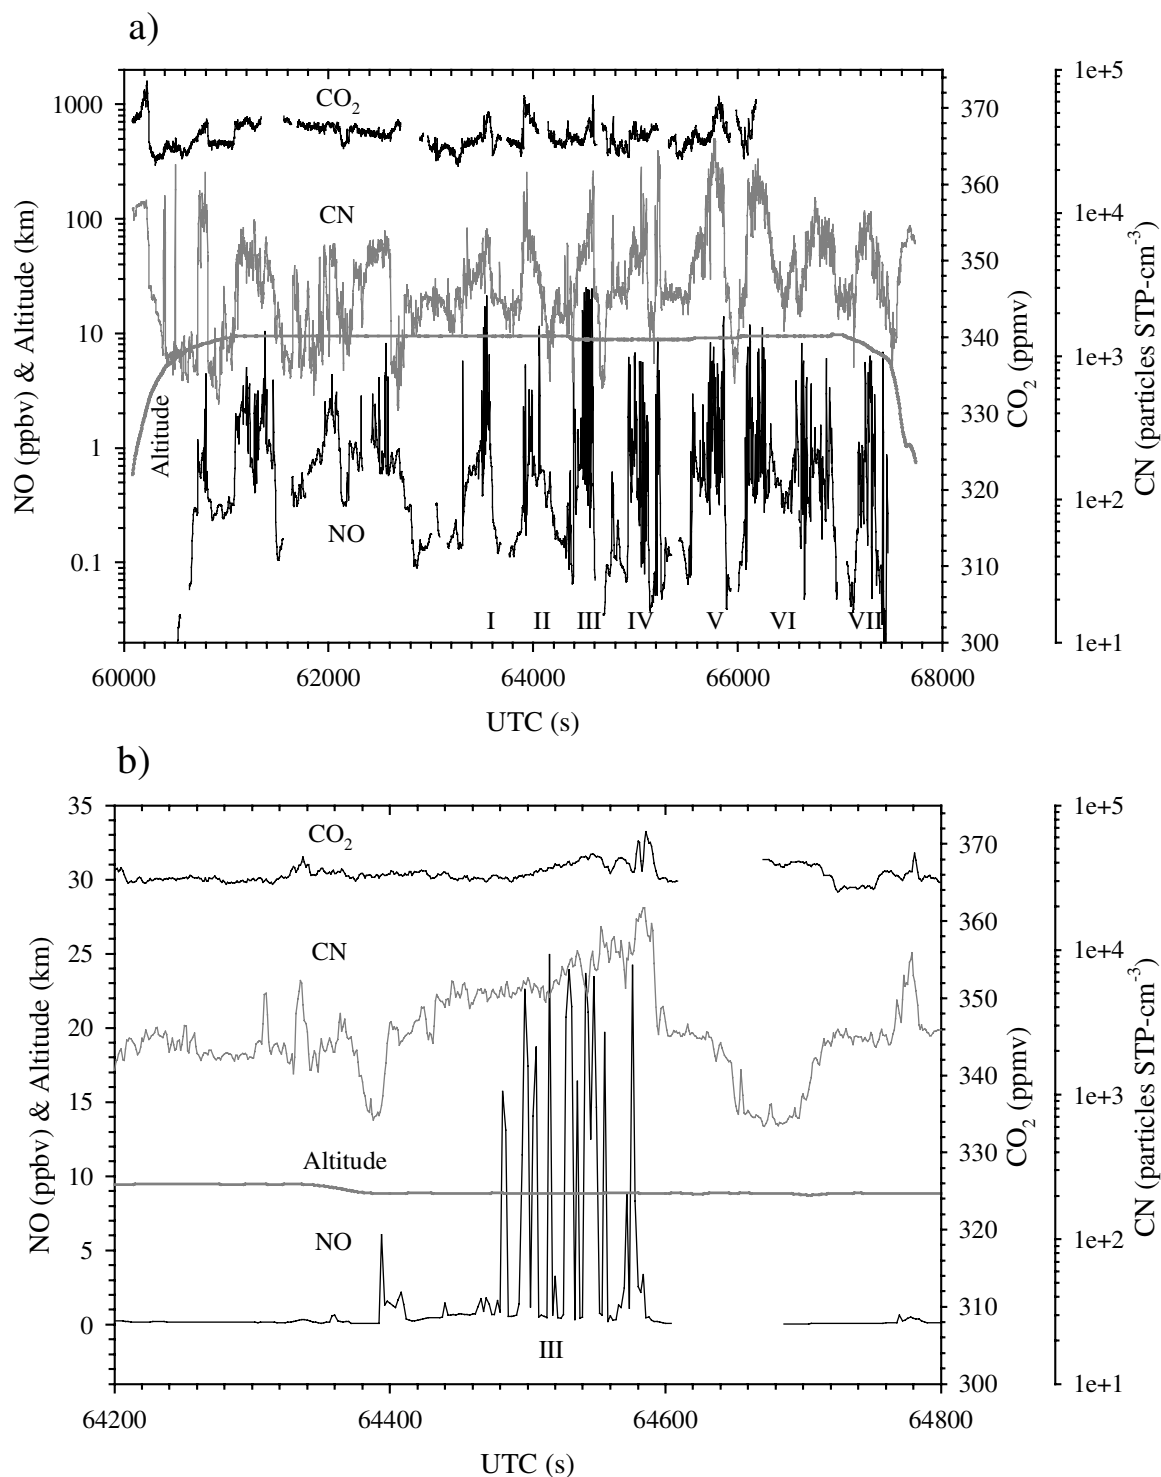 a)
1000
100
10
1
0.1
NO (ppbv) & Altitude (km)
CO2
CN
Altitude
NO
I II III IV V VI VII
370
360
350
340
330
320
310
300
CO2 (ppmv)
1e+5
1e+4
1e+3
1e+2
1e+1
CN (particles STP-cm-3)
60000 62000 64000 66000 68000
UTC (s)
b)
35
30
25
20
15
10
5
0
NO (ppbv) & Altitude (km)
CO2
CN
Altitude
NO
III
370
360
350
340
330
320
310
300
CO2 (ppmv)
1e+5
1e+4
1e+3
1e+2
1e+1
CN (particles STP-cm-3)
64200 64400 64600 64800
UTC (s)